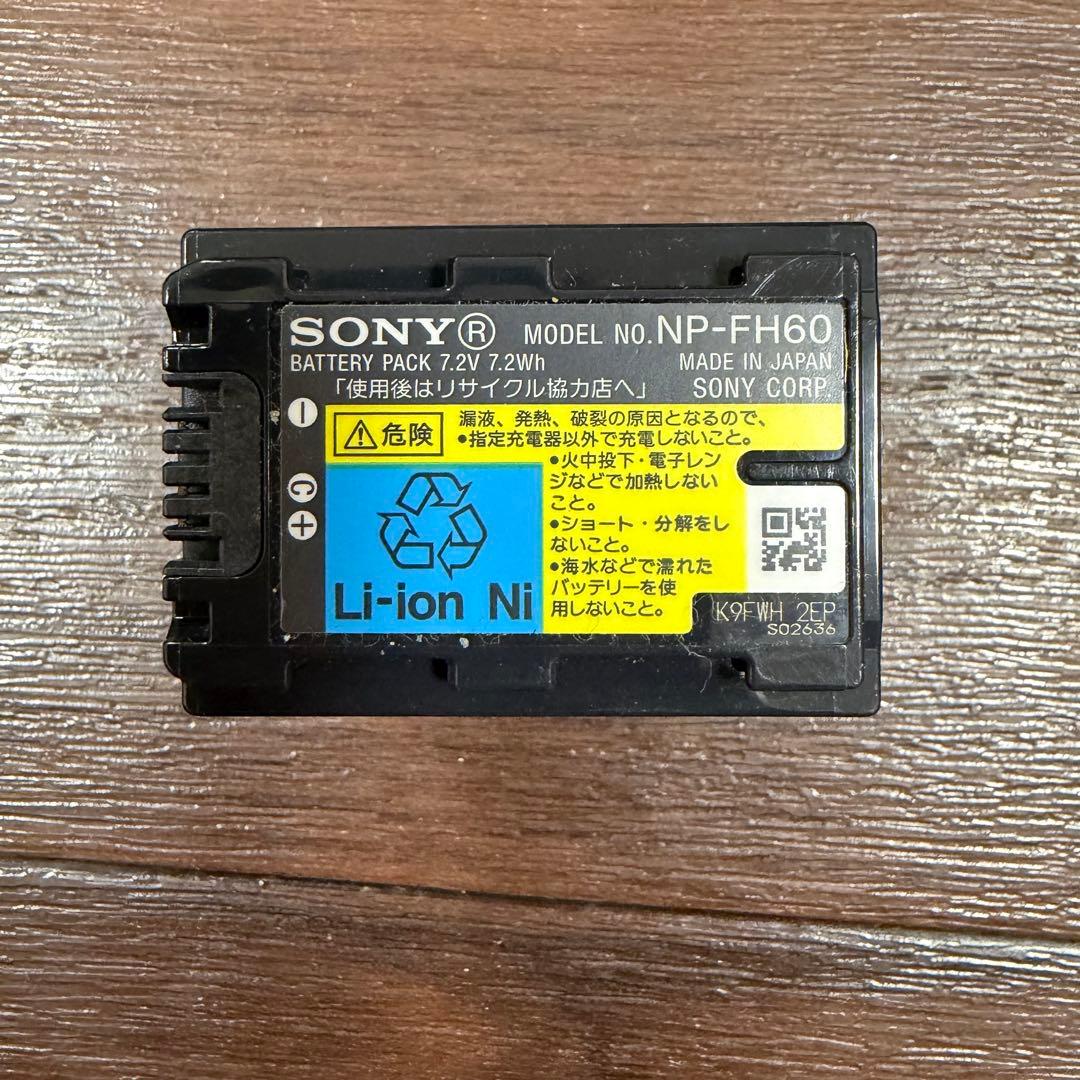 SONY® MODEL NO. NP-FH60
BATTERY PACK 7.2V 7.2Wh MADE IN JAPAN
「使用後はリサイクル協力店へ」 SONY CORP
− C +
⚠危険
漏液、発熱、破裂の原因となるので、
•指定充電器以外で充電しないこと。
•火中投下・電子レン
ジなどで加熱しない
こと。
•ショート・分解をし
ないこと。
•海水などで濡れた
バッテリーを使
用しないこと。
Li-ion Ni
K9FWH 2EP
S02636